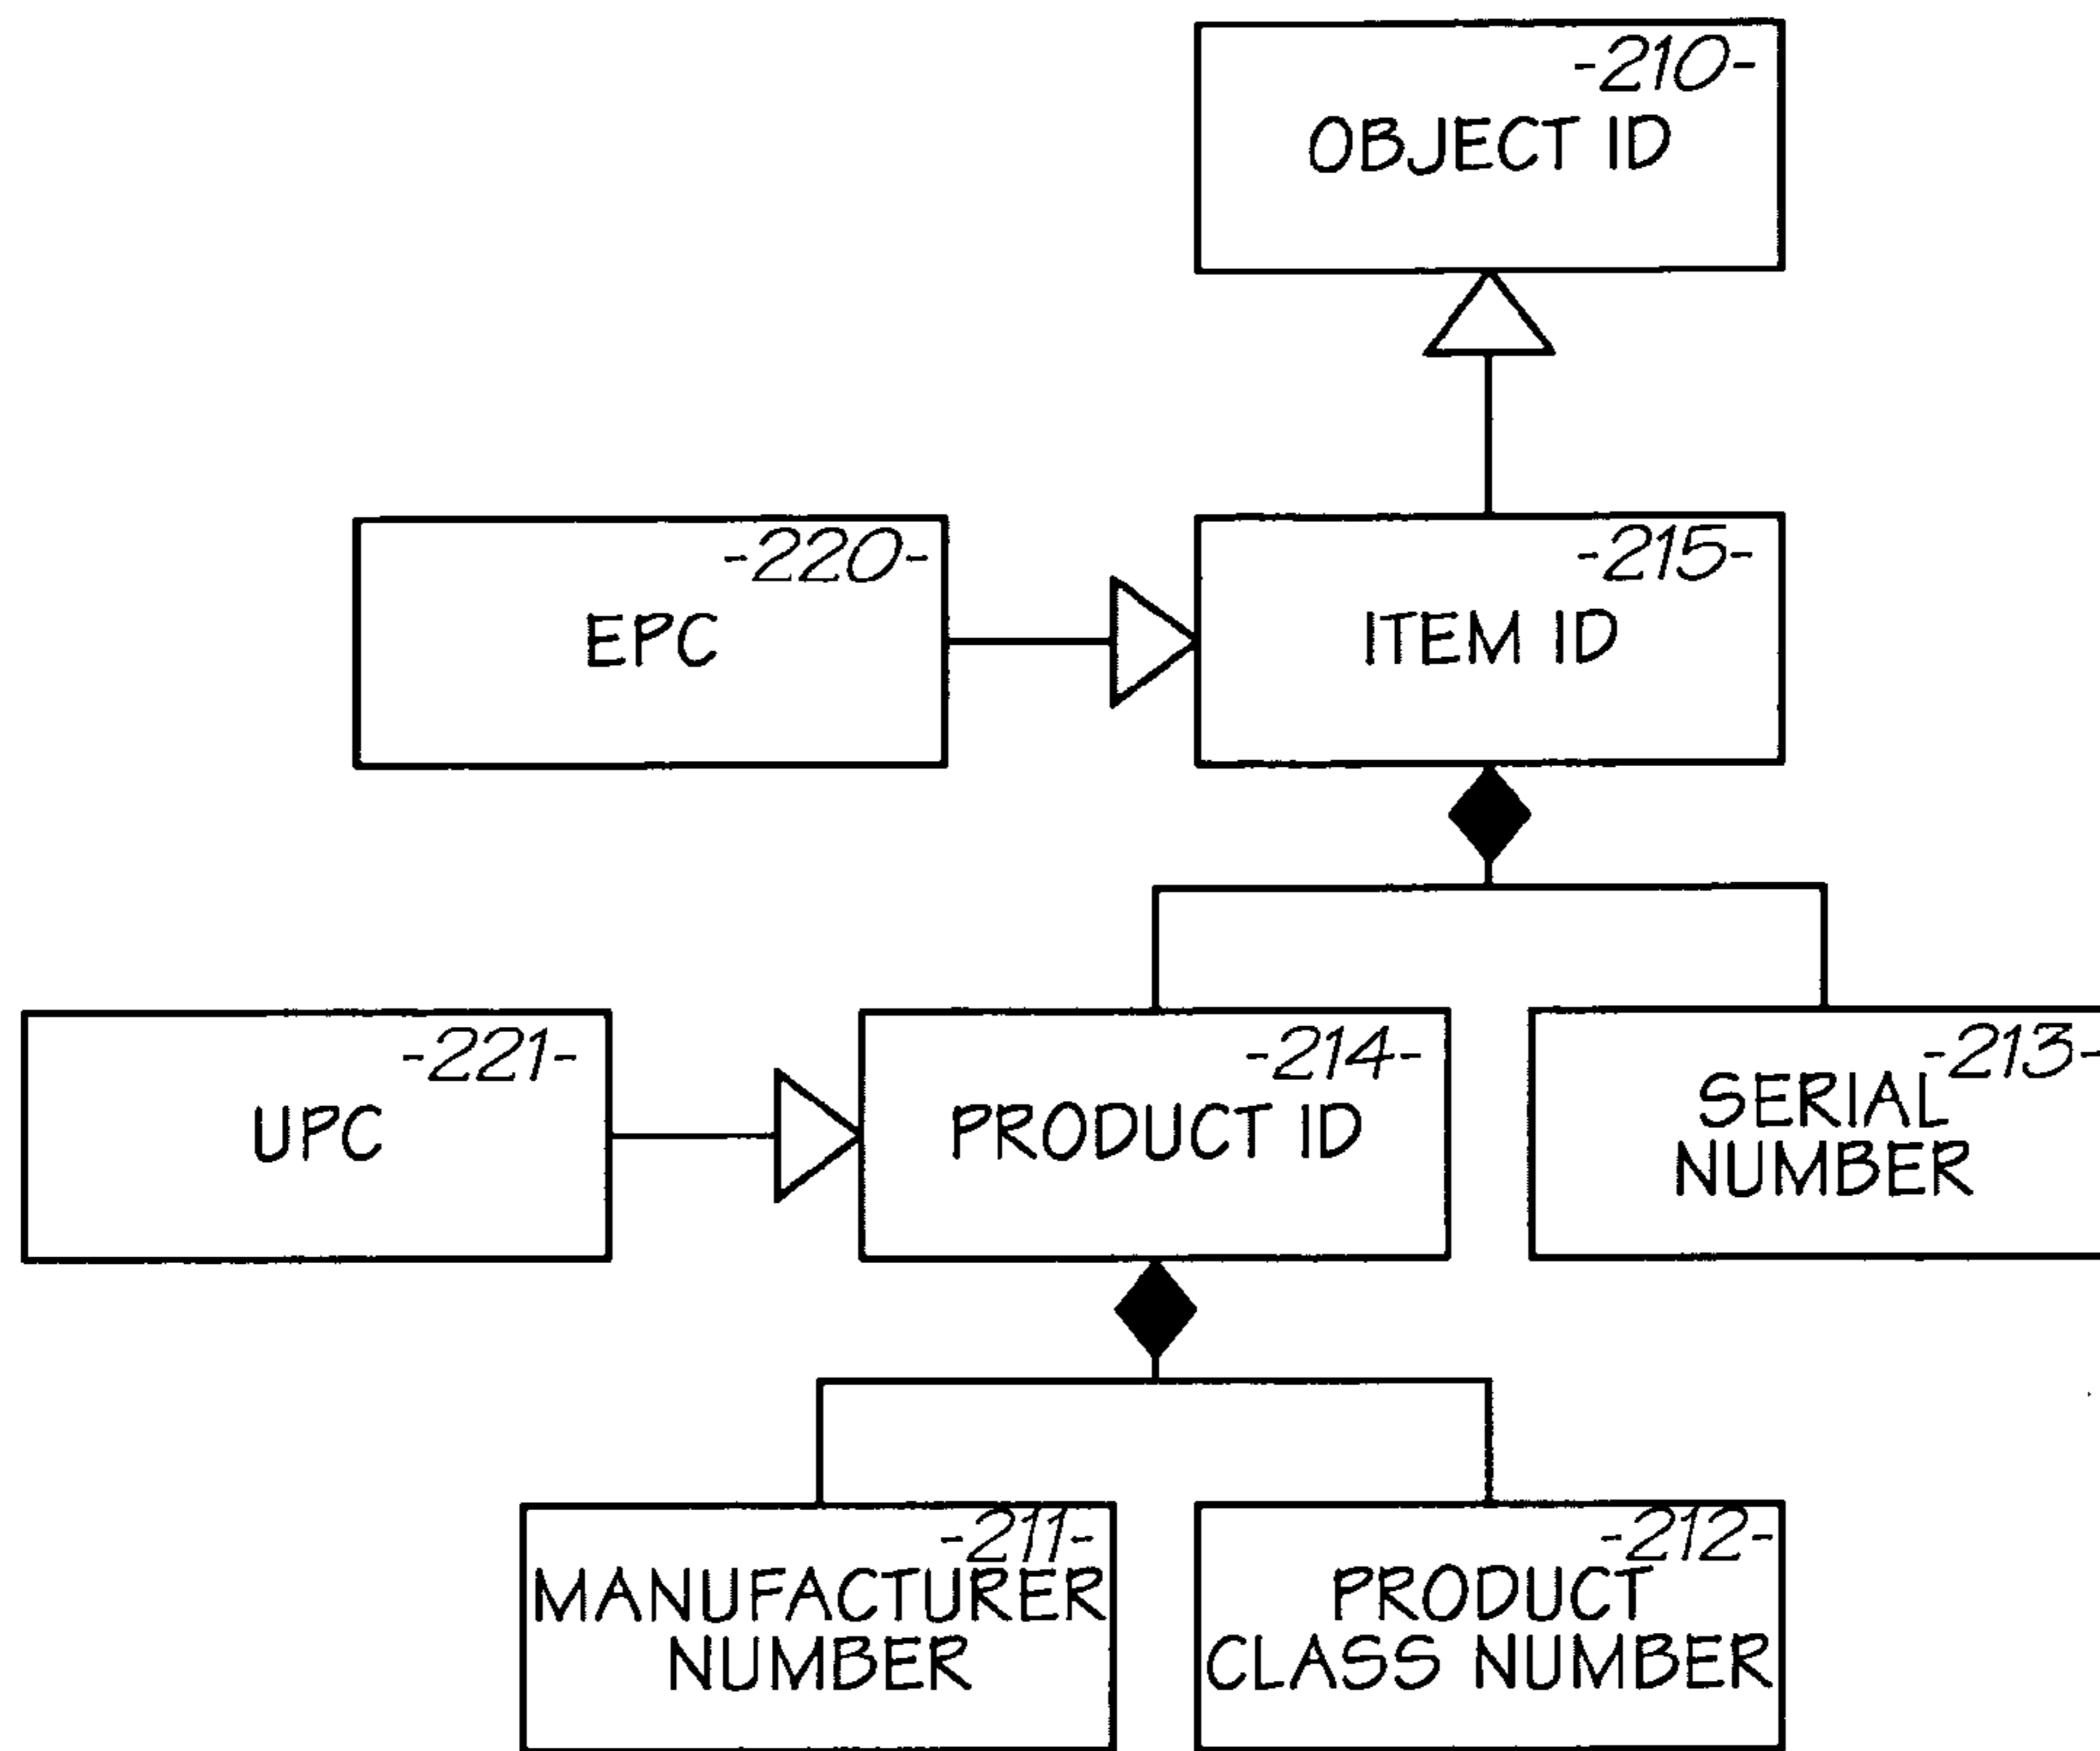 -210-
OBJECT ID
-220-
EPC
-215-
ITEM ID
-221-
UPC
-214-
PRODUCT ID
-213-
SERIAL
NUMBER
-211-
MANUFACTURER
NUMBER
-212-
PRODUCT
CLASS NUMBER